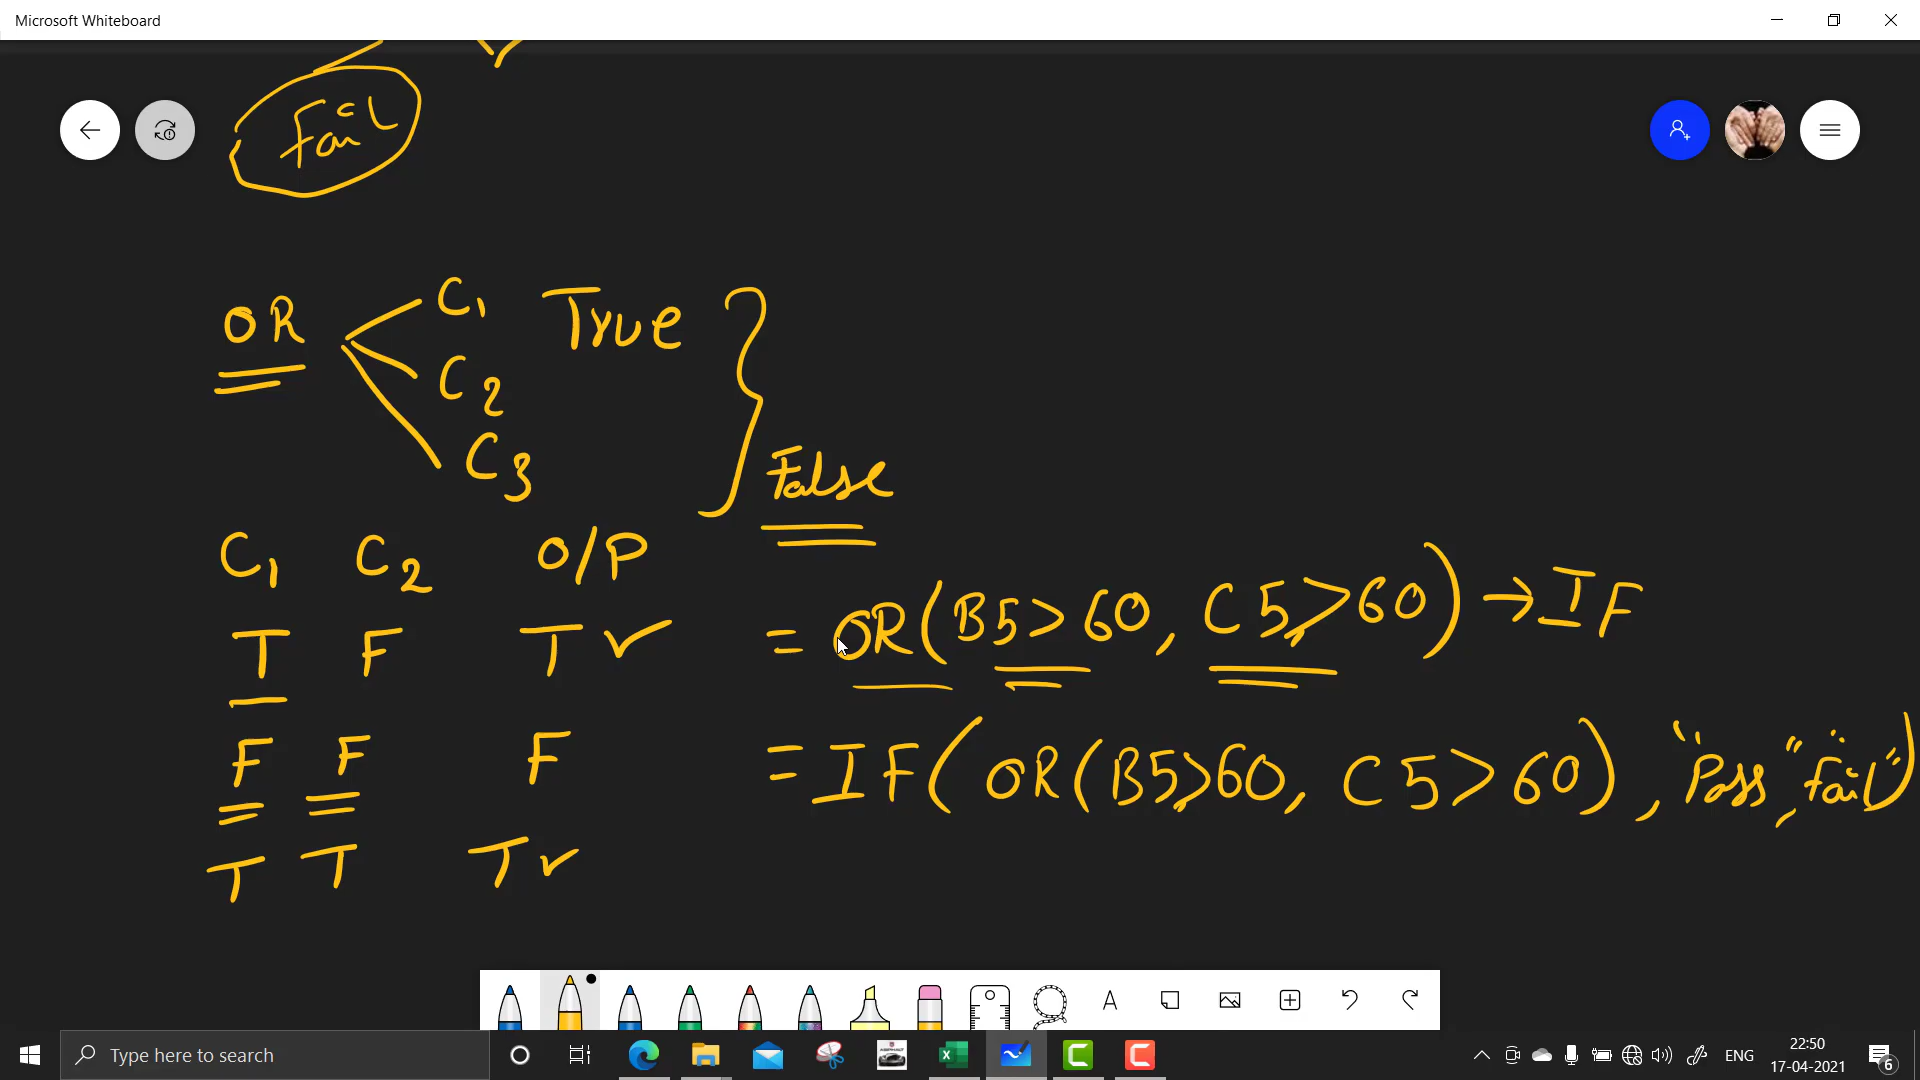 Microsoft Whiteboard
Fail
OR
C1 True
C2
C3
False
C1 C2 O/P
T F T ✓
= OR(B5>60, C5>60) → IF
F F F
= IF(OR(B5>60, C5>60), "Pass", "Fail")
T T T ✓
A
Type here to search
ENG
22:50
17-04-2021
6